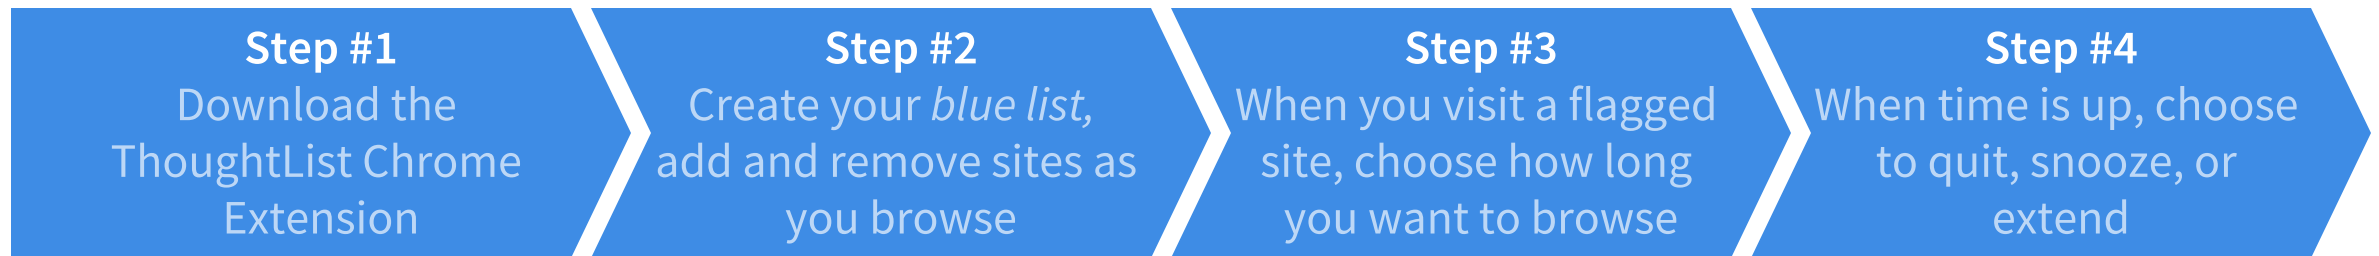 Step #1
Download the
ThoughtList Chrome
Extension
Step #2
Create your blue list,
add and remove sites as
you browse
Step #3
When you visit a flagged
site, choose how long
you want to browse
Step #4
When time is up, choose
to quit, snooze, or
extend